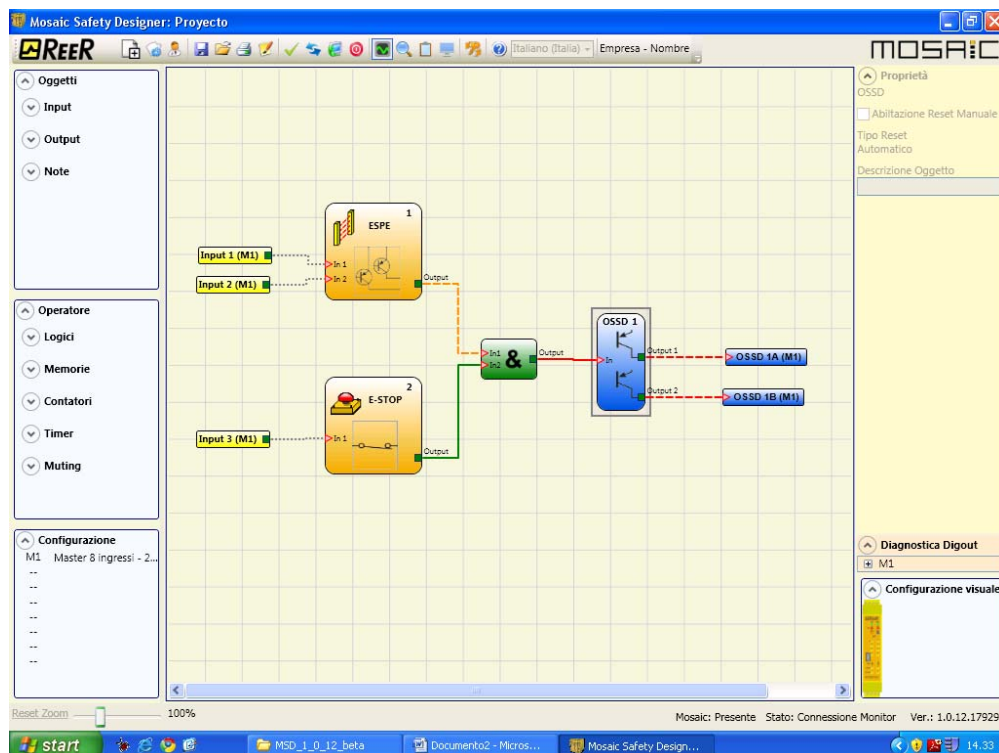 Mosaic Safety Designer: Proyecto
REER
Italiano (Italia)
Empresa - Nombre
MOSAIC
Oggetti
Input
Output
Note
Operatore
Logici
Memorie
Contatori
Timer
Muting
Configurazione
M1 Master 8 ingressi - 2...
--
--
--
--
--
--
--
1
ESPE
Input 1 (M1)
In 1
Input 2 (M1)
In 2
Output
2
E-STOP
Input 3 (M1)
In 1
Output
In1
In2
&
Output
OSSD 1
In
Output 1
OSSD 1A (M1)
Output 2
OSSD 1B (M1)
Proprietà
OSSD
Abiltazione Reset Manuale
Tipo Reset
Automatico
Descrizione Oggetto
Diagnostica Digout
M1
Configurazione visuale
Reset Zoom
100%
Mosaic: Presente Stato: Connessione Monitor Ver.: 1.0.12.17929
start
MSD_1_0_12_beta
Documento2 - Micros...
Mosaic Safety Design...
14.33